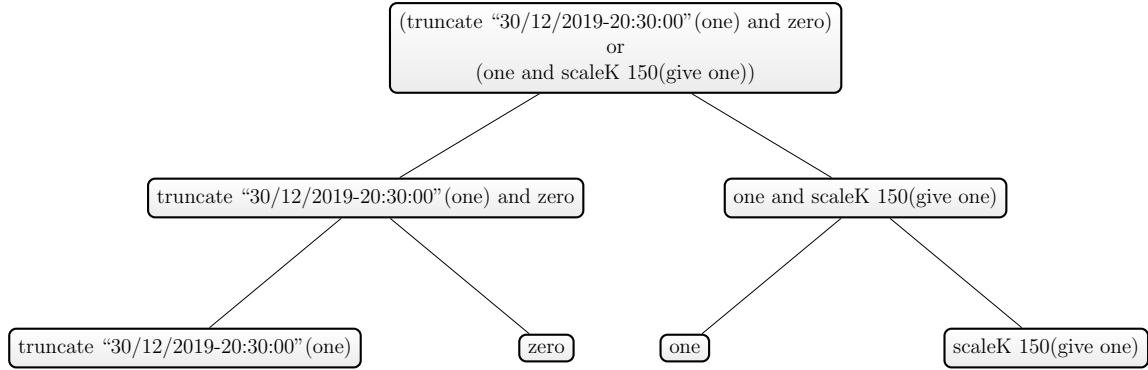 (truncate “30/12/2019-20:30:00”(one) and zero)
or
(one and scaleK 150(give one))
truncate “30/12/2019-20:30:00”(one) and zero
one and scaleK 150(give one)
truncate “30/12/2019-20:30:00”(one)
zero
one
scaleK 150(give one)